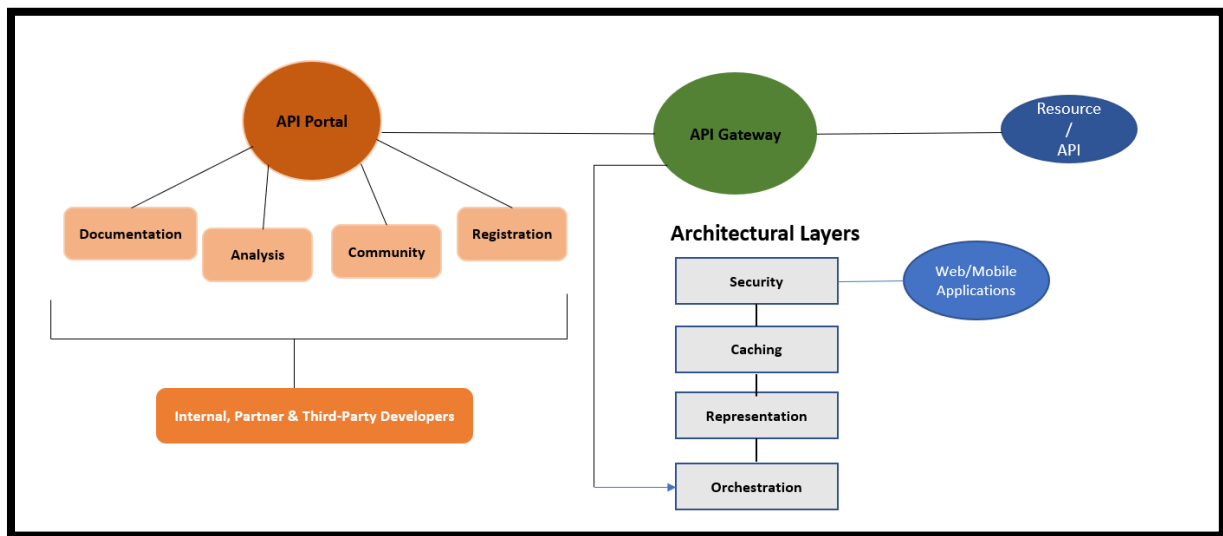 API Portal
API Gateway
Resource
/
API
Documentation
Analysis
Community
Registration
Internal, Partner & Third-Party Developers
Architectural Layers
Security
Web/Mobile
Applications
Caching
Representation
Orchestration